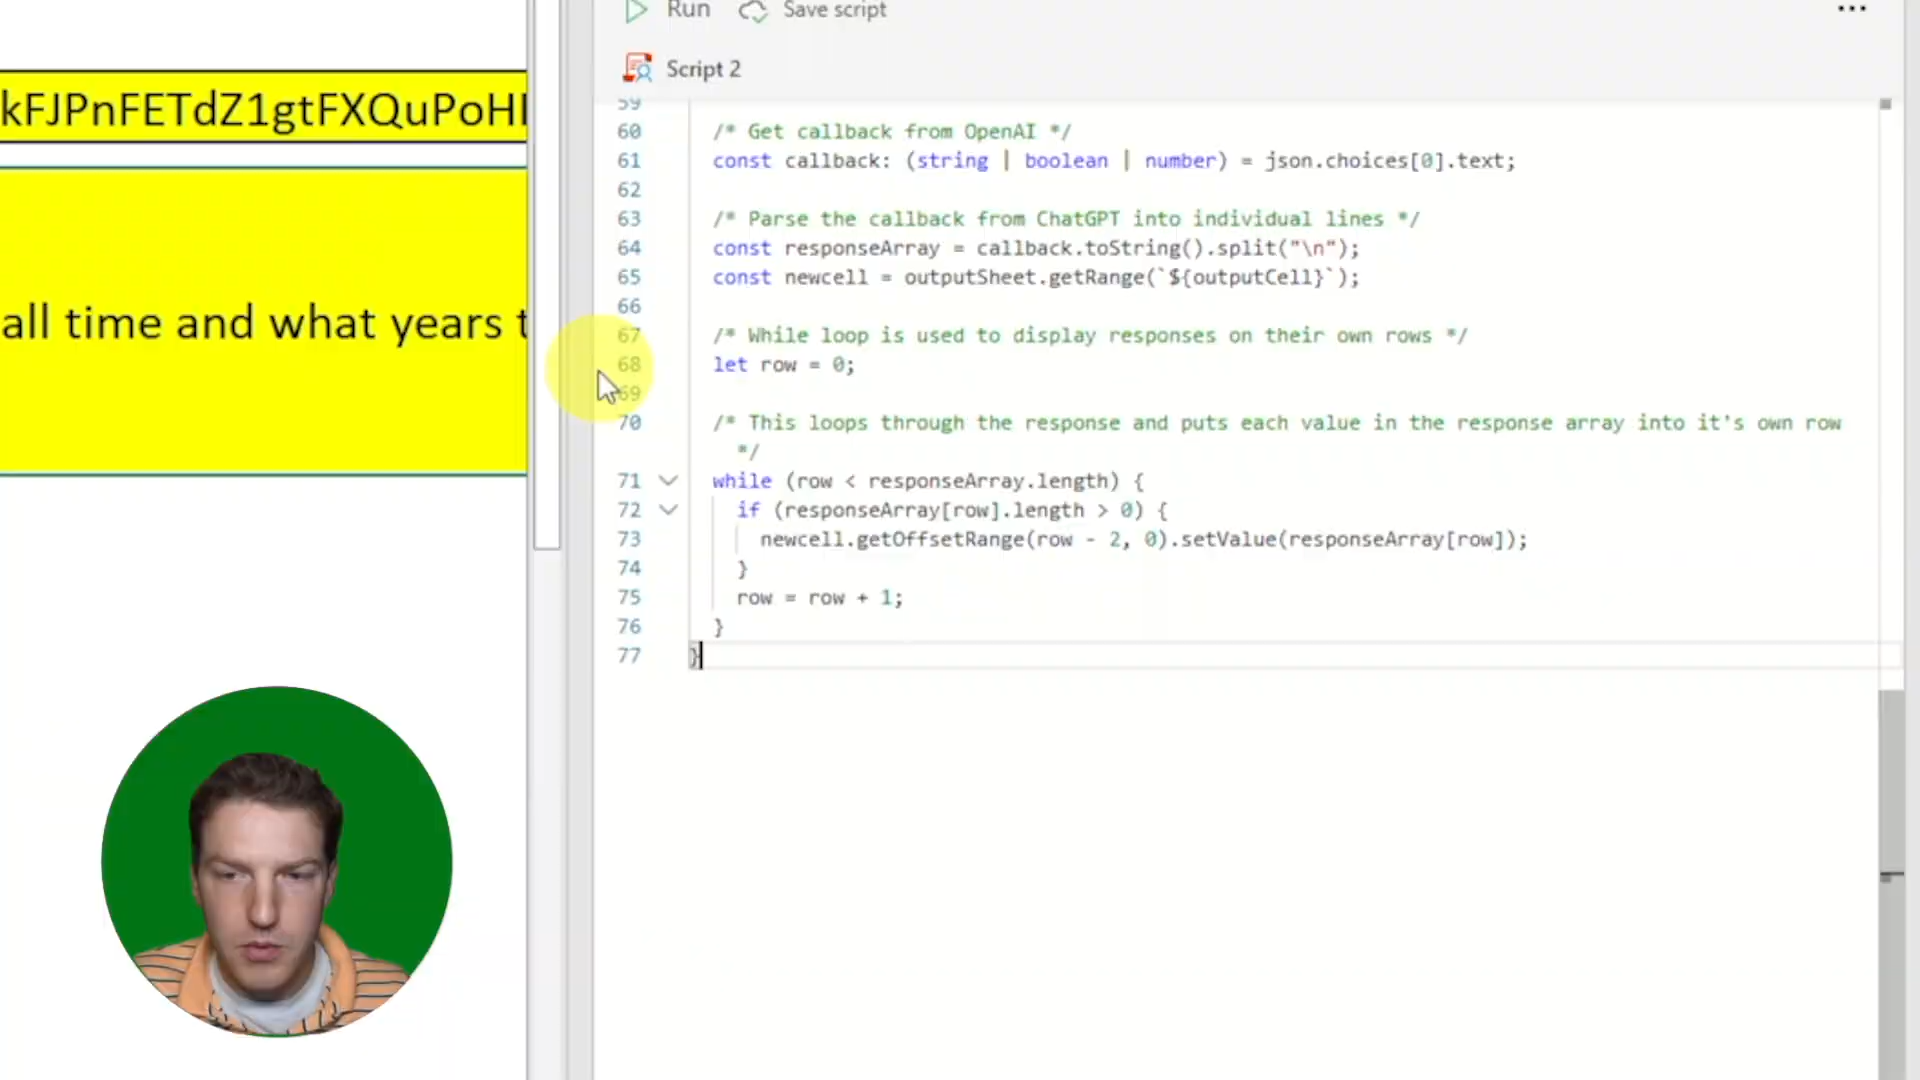 Run Save script
Script 2
kFJPnFETdZ1gtFXQuPoH
all time and what years t
59
60 /* Get callback from OpenAI */
61 const callback: (string | boolean | number) = json.choices[0].text;
62
63 /* Parse the callback from ChatGPT into individual lines */
64 const responseArray = callback.toString().split("\n");
65 const newcell = outputSheet.getRange(`${outputCell}`);
66
67 /* While loop is used to display responses on their own rows */
68 let row = 0;
69
70 /* This loops through the response and puts each value in the response array into it's own row
*/
71 while (row < responseArray.length) {
72 if (responseArray[row].length > 0) {
73 newcell.getOffsetRange(row - 2, 0).setValue(responseArray[row]);
74 }
75 row = row + 1;
76 }
77 }